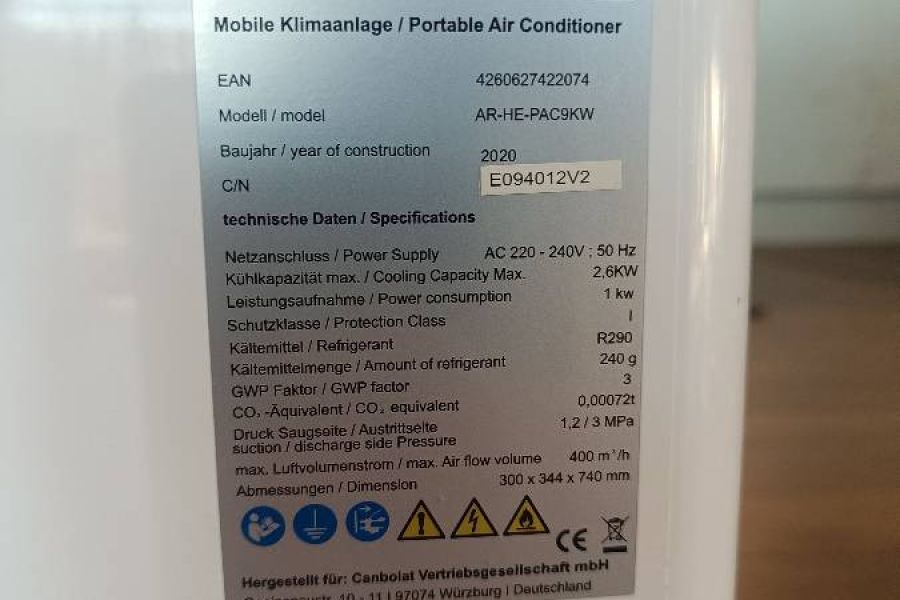 Mobile Klimaanlage / Portable Air Conditioner
EAN 4260627422074
Modell / model AR-HE-PAC9KW
Baujahr / year of construction 2020
C/N E094012V2
technische Daten / Specifications
Netzanschluss / Power Supply AC 220 - 240V ; 50 Hz
Kühlkapazität max. / Cooling Capacity Max. 2,6KW
Leistungsaufnahme / Power consumption 1 kw
Schutzklasse / Protection Class I
Kältemittel / Refrigerant R290
Kältemittelmenge / Amount of refrigerant 240 g
GWP Faktor / GWP factor 3
CO₂ -Äquivalent / CO₂ equivalent 0,00072t
Druck Saugseite / Austrittseite 1,2 / 3 MPa
suction / discharge side Pressure
max. Luftvolumenstrom / max. Air flow volume 400 m³/h
Abmessungen / Dimension 300 x 344 x 740 mm
CE
Hergestellt für: Canbolat Vertriebsgesellschaft mbH
10 - 11 I 97074 Würzburg I Deutschland